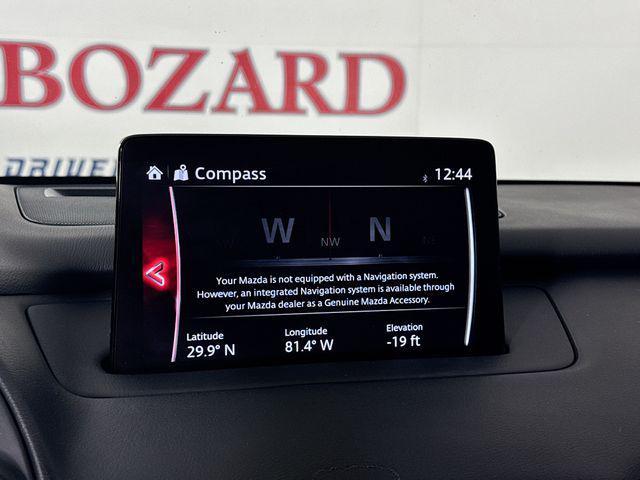 BOZARD
DRIVE
Compass
12:44
W
N
NW
Your Mazda is not equipped with a Navigation system.
However, an integrated Navigation system is available through
your Mazda dealer as a Genuine Mazda Accessory.
Latitude
29.9° N
Longitude
81.4° W
Elevation
-19 ft